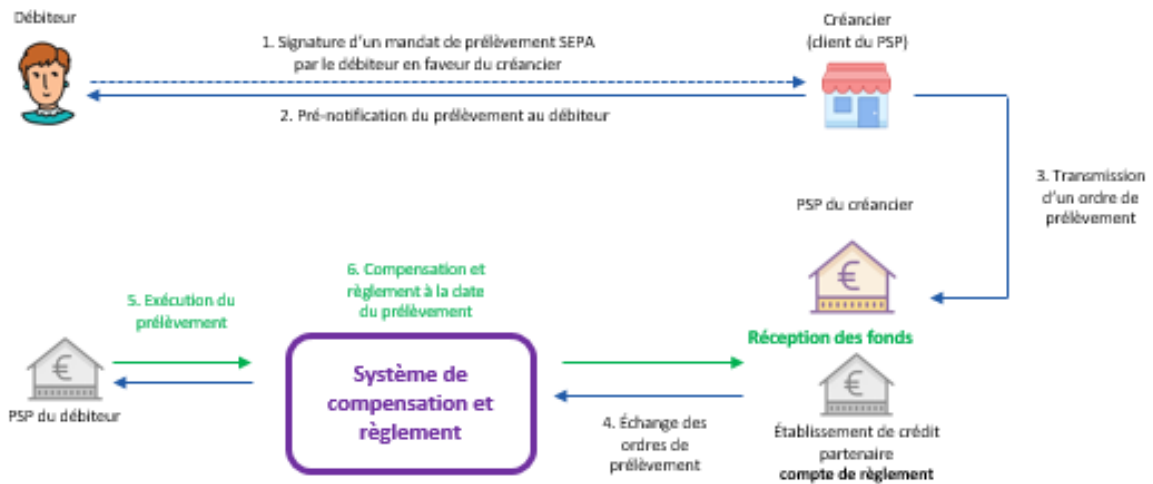 Débiteur
Créancier
(client du PSP)
1. Signature d'un mandat de prélèvement SEPA
par le débiteur en faveur du créancier
2. Pré-notification du prélèvement au débiteur
3. Transmission
d'un ordre de
prélèvement
PSP du créancier
6. Compensation et
règlement à la date
du prélèvement
5. Exécution du
prélèvement
Réception des fonds
Système de
compensation et
règlement
PSP du débiteur
4. Échange des
ordres de
prélèvement
Établissement de crédit
partenaire
compte de règlement